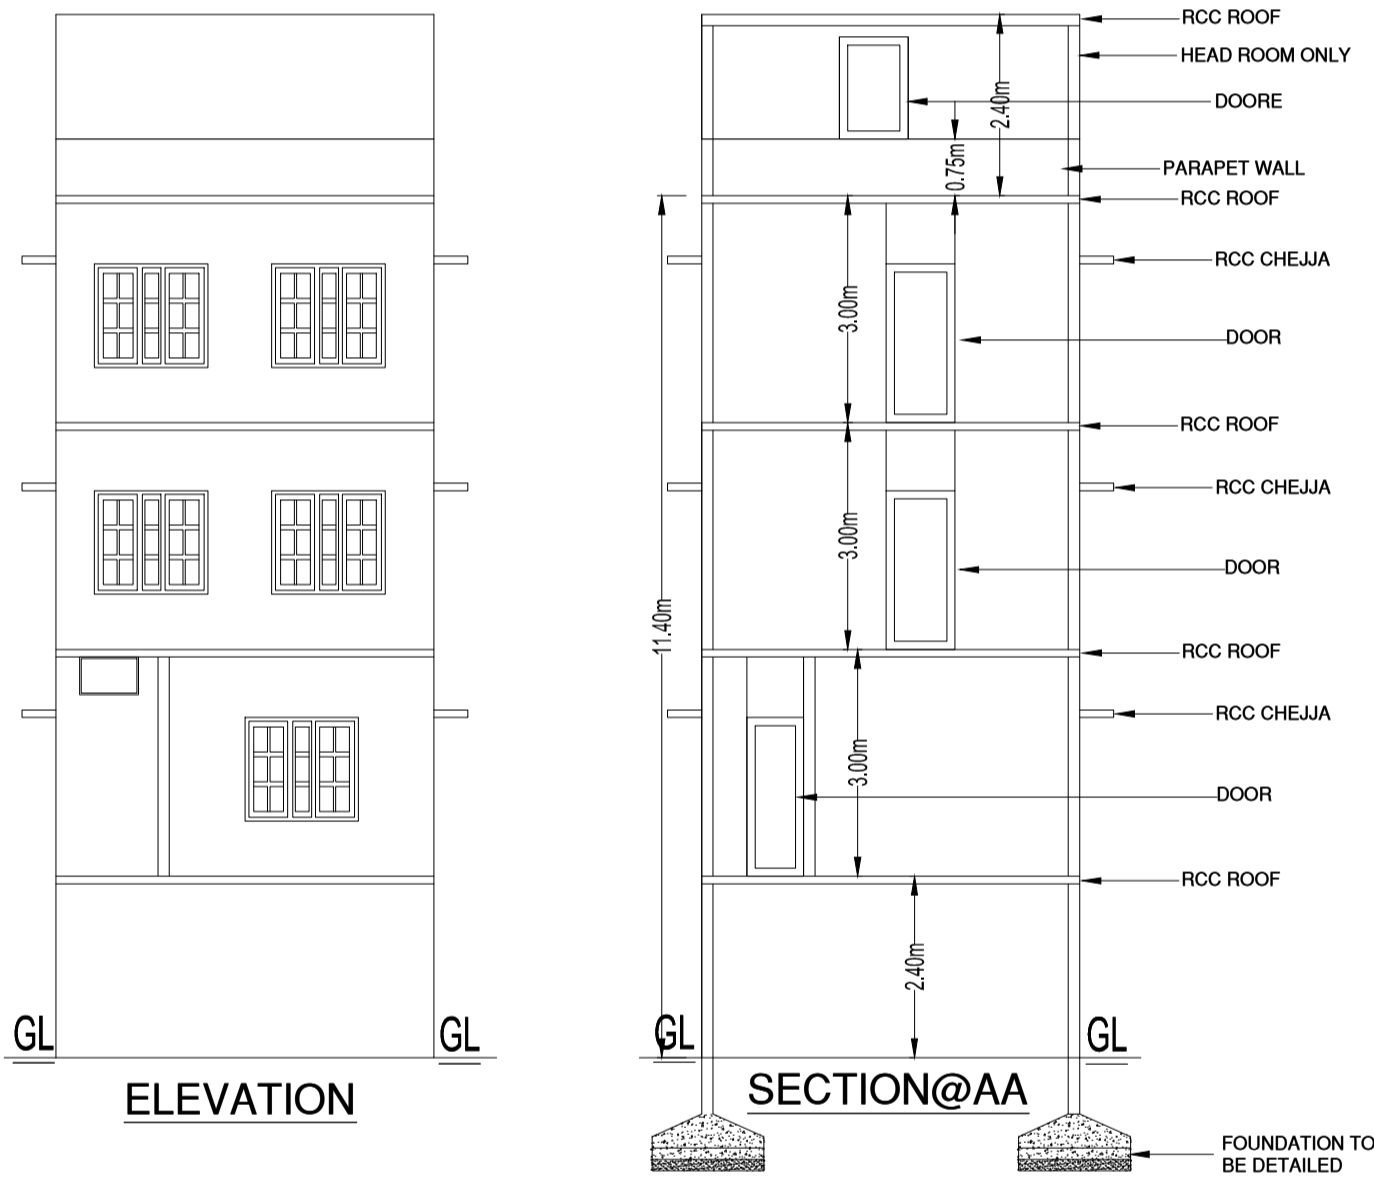 RCC ROOF
HEAD ROOM ONLY
DOORE
2.40m
0.75m
PARAPET WALL
RCC ROOF
RCC CHEJJA
3.00m
DOOR
RCC ROOF
RCC CHEJJA
3.00m
DOOR
11.40m
RCC ROOF
RCC CHEJJA
3.00m
DOOR
RCC ROOF
2.40m
GL
GL
GL
GL
ELEVATION
SECTION@AA
FOUNDATION TO
BE DETAILED